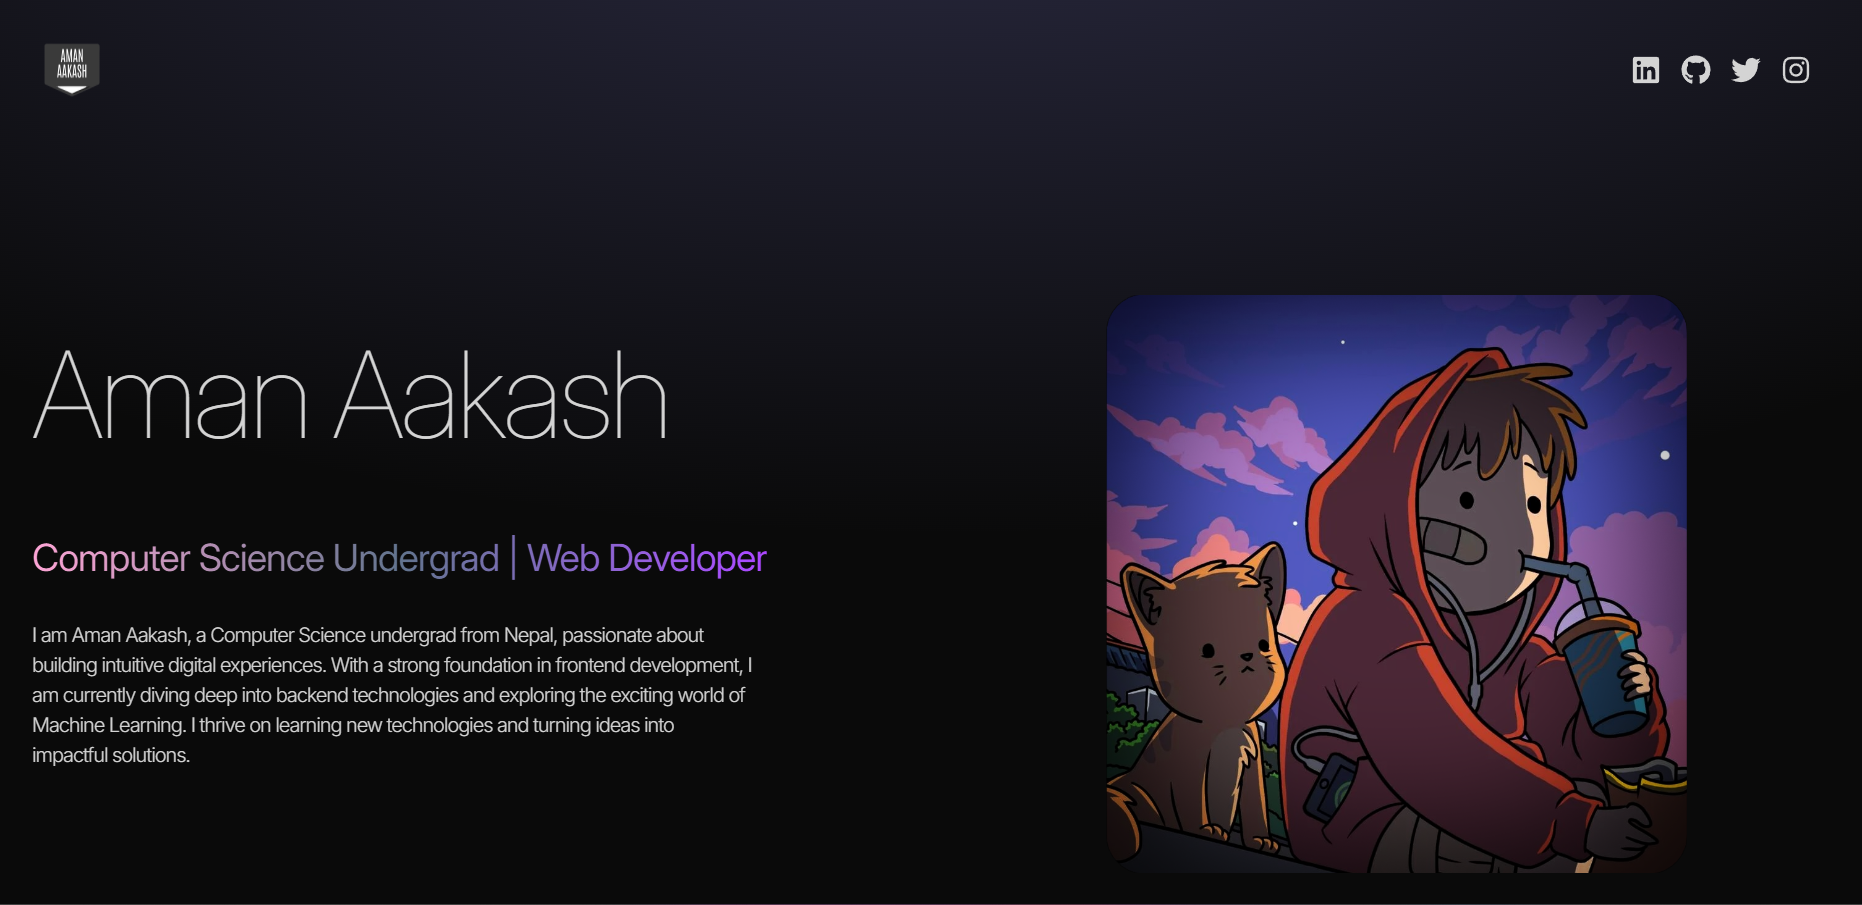 AMAN
AAKASH
Aman Aakash
Computer Science Undergrad | Web Developer
I am Aman Aakash, a Computer Science undergrad from Nepal, passionate about
building intuitive digital experiences. With a strong foundation in frontend development, I
am currently diving deep into backend technologies and exploring the exciting world of
Machine Learning. I thrive on learning new technologies and turning ideas into
impactful solutions.